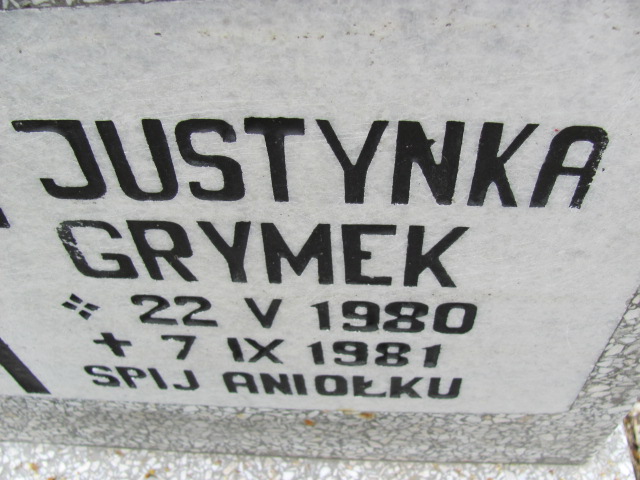 JUSTYNKA
GRYMEK
22 V 1980
+ 7 IX 1981
SPIJ ANIOŁKU